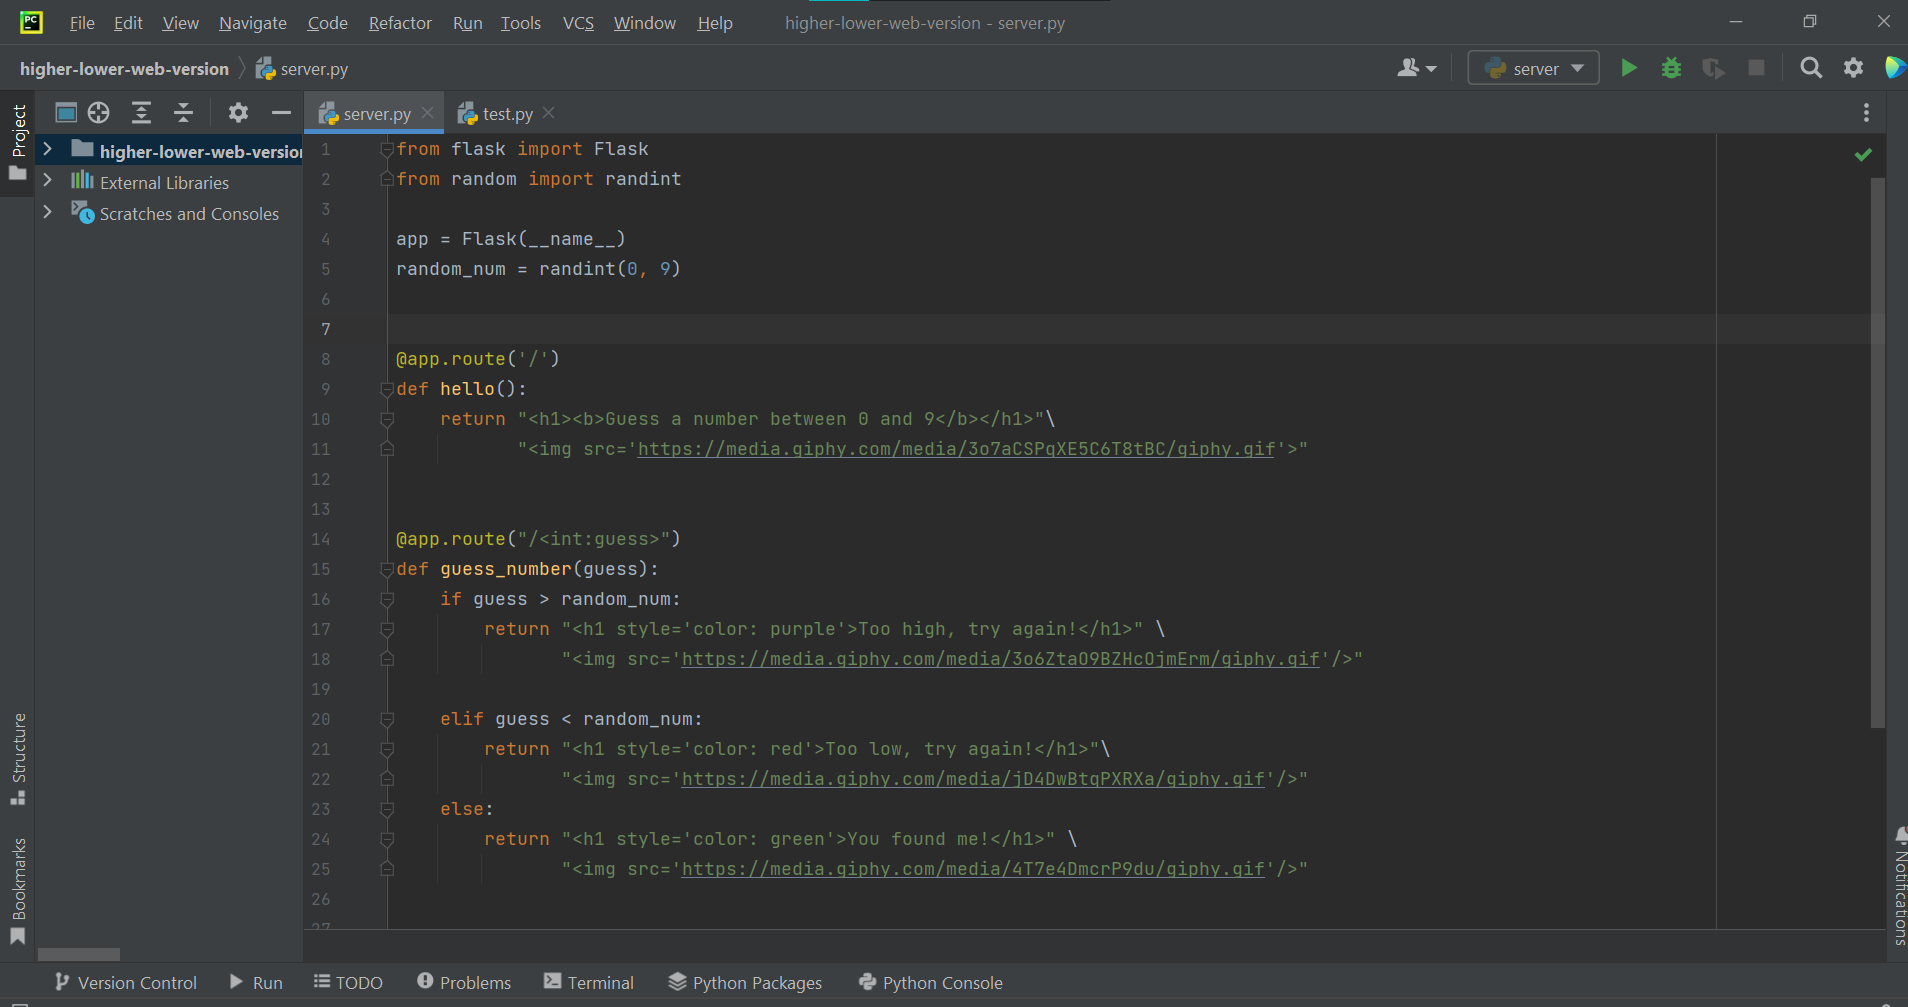 PC File Edit View Navigate Code Refactor Run Tools VCS Window Help higher-lower-web-version - server.py
higher-lower-web-version server.py server
Project
server.py test.py
higher-lower-web-version
External Libraries
Scratches and Consoles
1 from flask import Flask
2 from random import randint
3
4 app = Flask(__name__)
5 random_num = randint(0, 9)
6
7
8 @app.route('/')
9 def hello():
10 return "<h1><b>Guess a number between 0 and 9</b></h1>"\
11 "<img src='https://media.giphy.com/media/3o7aCSPqXE5C6T8tBC/giphy.gif'>"
12
13
14 @app.route("/<int:guess>")
15 def guess_number(guess):
16 if guess > random_num:
17 return "<h1 style='color: purple'>Too high, try again!</h1>" \
18 "<img src='https://media.giphy.com/media/3o6ZtaO9BZHcOjmErm/giphy.gif'/>"
19
20 elif guess < random_num:
21 return "<h1 style='color: red'>Too low, try again!</h1>"\
22 "<img src='https://media.giphy.com/media/jD4DwBtqPXRXa/giphy.gif'/>"
23 else:
24 return "<h1 style='color: green'>You found me!</h1>" \
25 "<img src='https://media.giphy.com/media/4T7e4DmcrP9du/giphy.gif'/>"
26
27
Structure
Bookmarks
Notifications
Version Control Run TODO Problems Terminal Python Packages Python Console